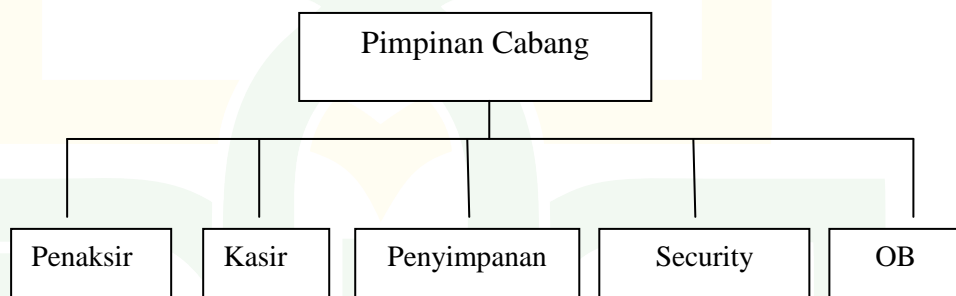 Pimpinan Cabang
Penaksir
Kasir
Penyimpanan
Security
OB